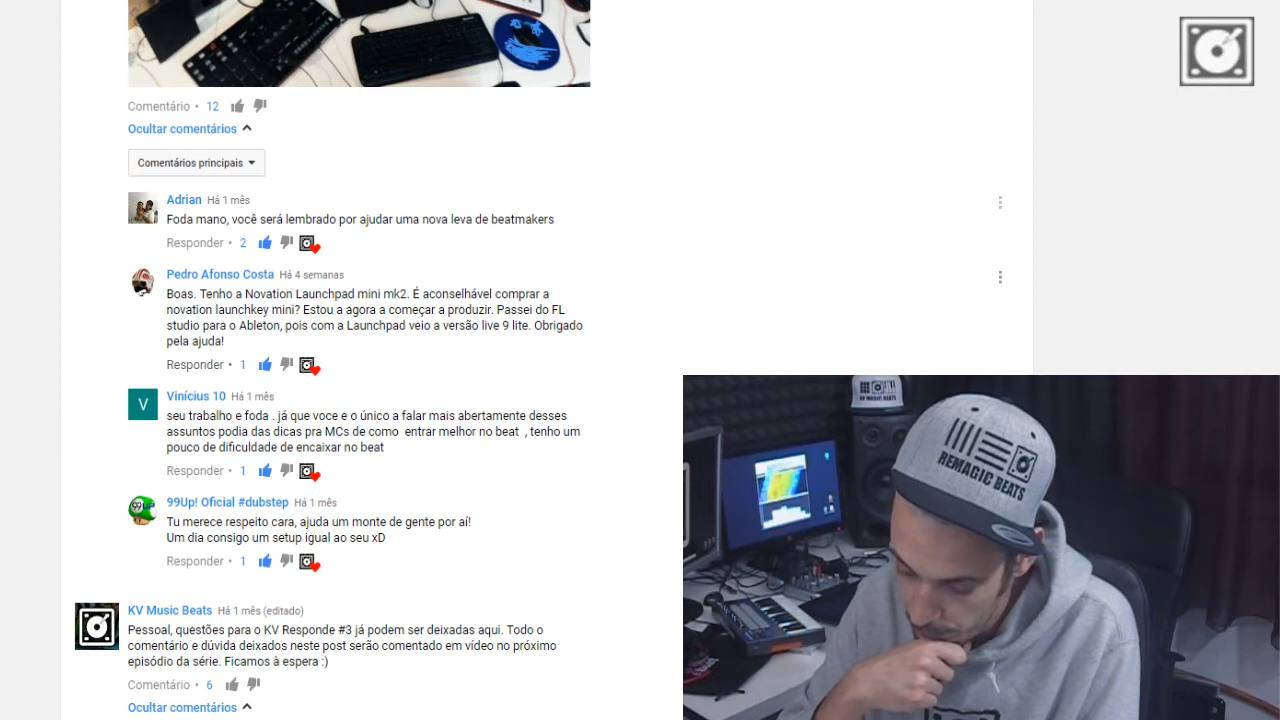 Comentário • 12
Ocultar comentários
Comentários principais
Adrian Há 1 mês
Foda mano, você será lembrado por ajudar uma nova leva de beatmakers
Responder • 2
Pedro Afonso Costa Há 4 semanas
Boas. Tenho a Novation Launchpad mini mk2. É aconselhável comprar a
novation launchkey mini? Estou a agora a começar a produzir. Passei do FL
studio para o Ableton, pois com a Launchpad veio a versão live 9 lite. Obrigado
pela ajuda!
Responder • 1
V
Vinícius 10 Há 1 mês
seu trabalho e foda . já que voce e o único a falar mais abertamente desses
assuntos podia das dicas pra MCs de como entrar melhor no beat , tenho um
pouco de dificuldade de encaixar no beat
Responder • 1
99Up!
99Up! Oficial #dubstep Há 1 mês
Tu merece respeito cara, ajuda um monte de gente por aí!
Um dia consigo um setup igual ao seu xD
Responder • 1
KV Music Beats Há 1 mês (editado)
Pessoal, questões para o KV Responde #3 já podem ser deixadas aqui. Todo o
comentário e dúvida deixados neste post serão comentado em vídeo no próximo
episódio da série. Ficamos à espera :)
Comentário • 6
Ocultar comentários
KV MUSIC BEATS
REMAGIC BEATS